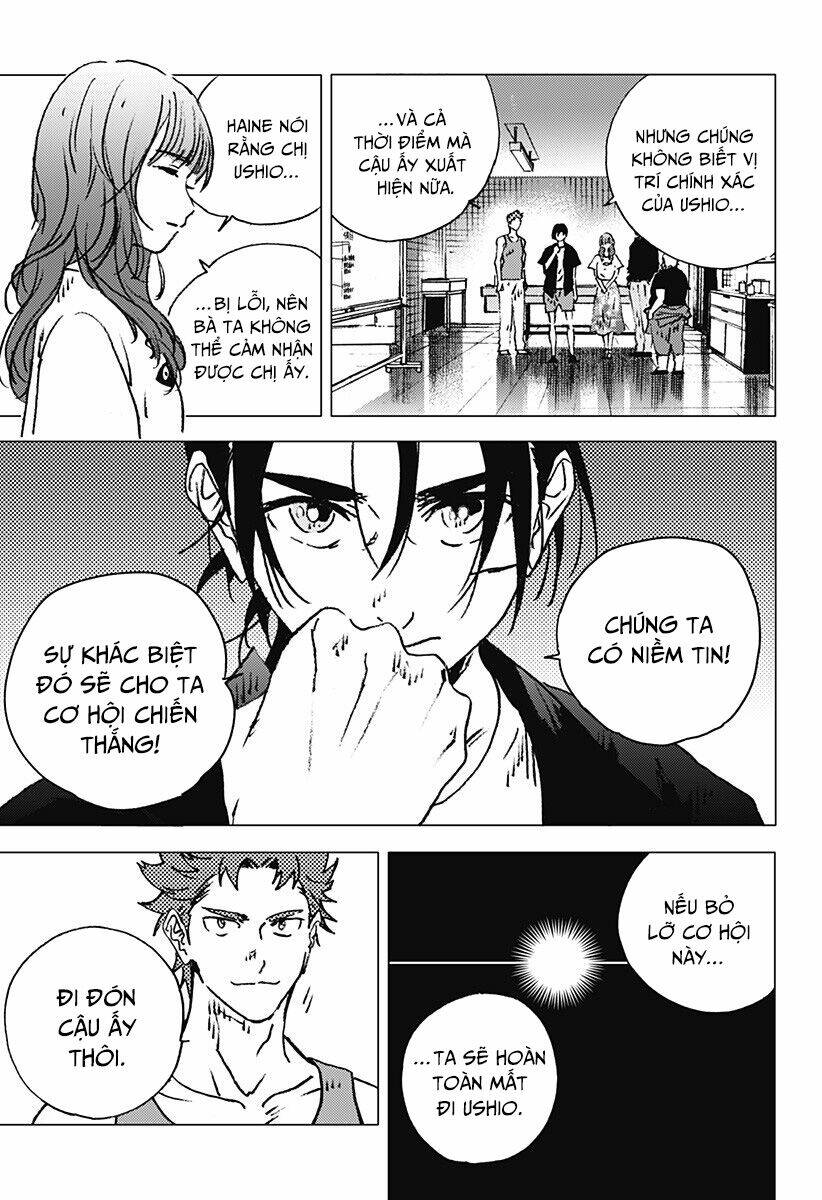 NHƯNG CHÚNG
KHÔNG BIẾT VỊ
TRÍ CHÍNH XÁC
CỦA USHIO...
...VÀ CẢ
THỜI ĐIỂM MÀ
CẬU ẤY XUẤT
HIỆN NỮA.
HAINE NÓI
RẰNG CHỊ
USHIO...
...BỊ LỖI, NÊN
BÀ TA KHÔNG
THỂ CẢM NHẬN
ĐƯỢC CHỊ ẤY.
CHÚNG TA
CÓ NIỀM TIN!
SỰ KHÁC BIỆT
ĐÓ SẼ CHO TA
CƠ HỘI CHIẾN
THẮNG!
NẾU BỎ
LỠ CƠ HỘI
NÀY...
...TA SẼ HOÀN
TOÀN MẤT
ĐI USHIO.
ĐI ĐÓN
CẬU ẤY
THÔI.